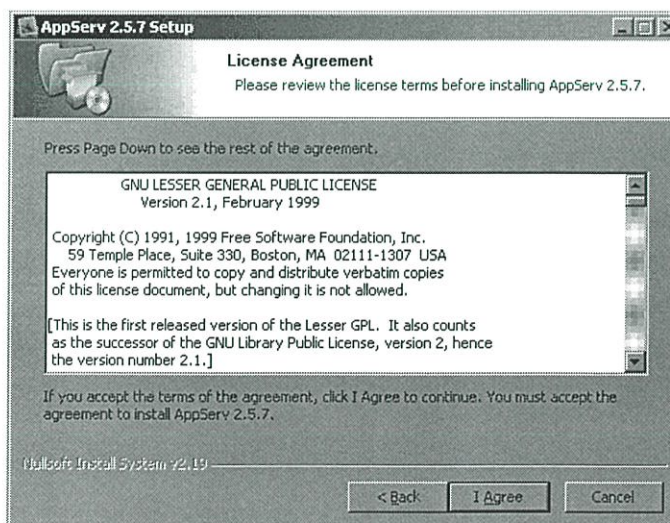 AppServ 2.5.7 Setup
License Agreement
Please review the license terms before installing AppServ 2.5.7.
Press Page Down to see the rest of the agreement.
GNU LESSER GENERAL PUBLIC LICENSE
Version 2.1, February 1999
Copyright (C) 1991, 1999 Free Software Foundation, Inc.
59 Temple Place, Suite 330, Boston, MA 02111-1307 USA
Everyone is permitted to copy and distribute verbatim copies
of this license document, but changing it is not allowed.
[This is the first released version of the Lesser GPL. It also counts
as the successor of the GNU Library Public License, version 2, hence
the version number 2.1.]
If you accept the terms of the agreement, click I Agree to continue. You must accept the
agreement to install AppServ 2.5.7.
Nullsoft Install System v2.19
< Back I Agree Cancel